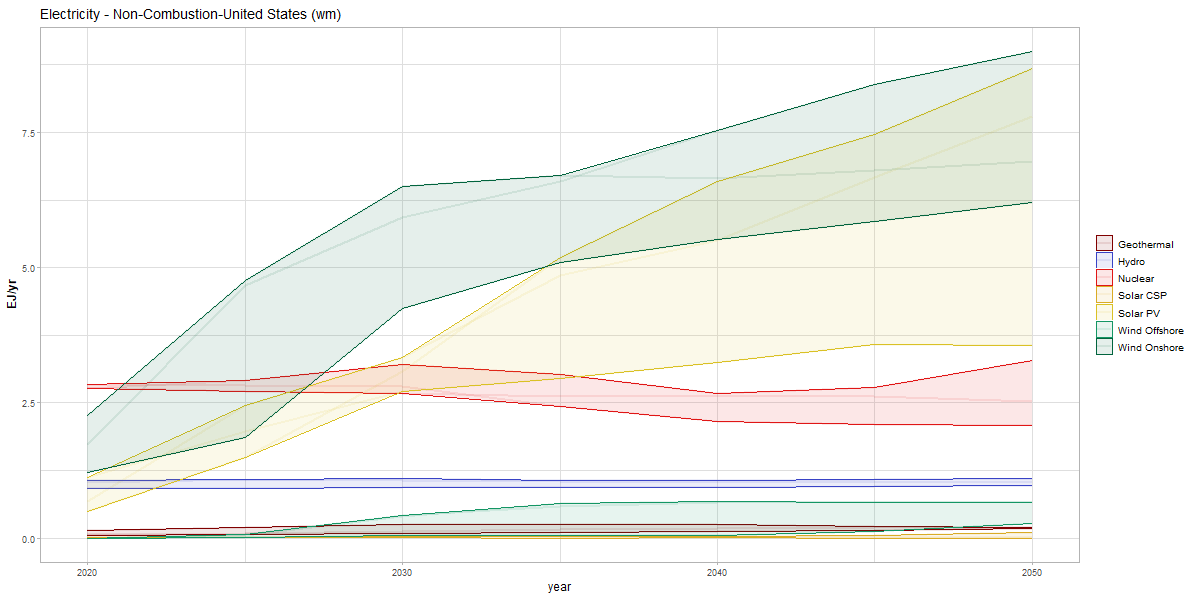 Electricity - Non-Combustion-United States (wm)
7.5
5.0
2.5
0.0
EJ/yr
2020
2030
2040
2050
year
Geothermal
Hydro
Nuclear
Solar CSP
Solar PV
Wind Offshore
Wind Onshore